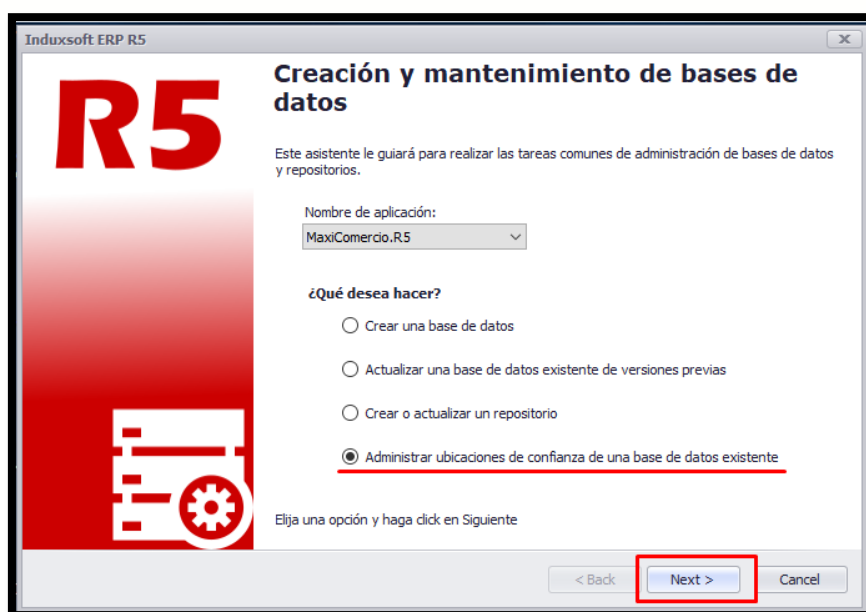 Induxsoft ERP R5
R5
Creación y mantenimiento de bases de
datos
Este asistente le guiará para realizar las tareas comunes de administración de bases de datos
y repositorios.
Nombre de aplicación:
MaxiComercio.R5
¿Qué desea hacer?
Crear una base de datos
Actualizar una base de datos existente de versiones previas
Crear o actualizar un repositorio
Administrar ubicaciones de confianza de una base de datos existente
Elija una opción y haga click en Siguiente
< Back Next > Cancel